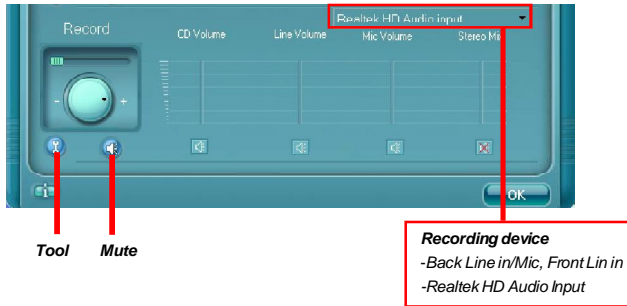 Realtek HD Audio input
Record
CD Volume
Line Volume
Mic Volume
Stereo Mix
- +
i
OK
Tool
Mute
Recording device
-Back Line in/Mic, Front Lin in
-Realtek HD Audio Input